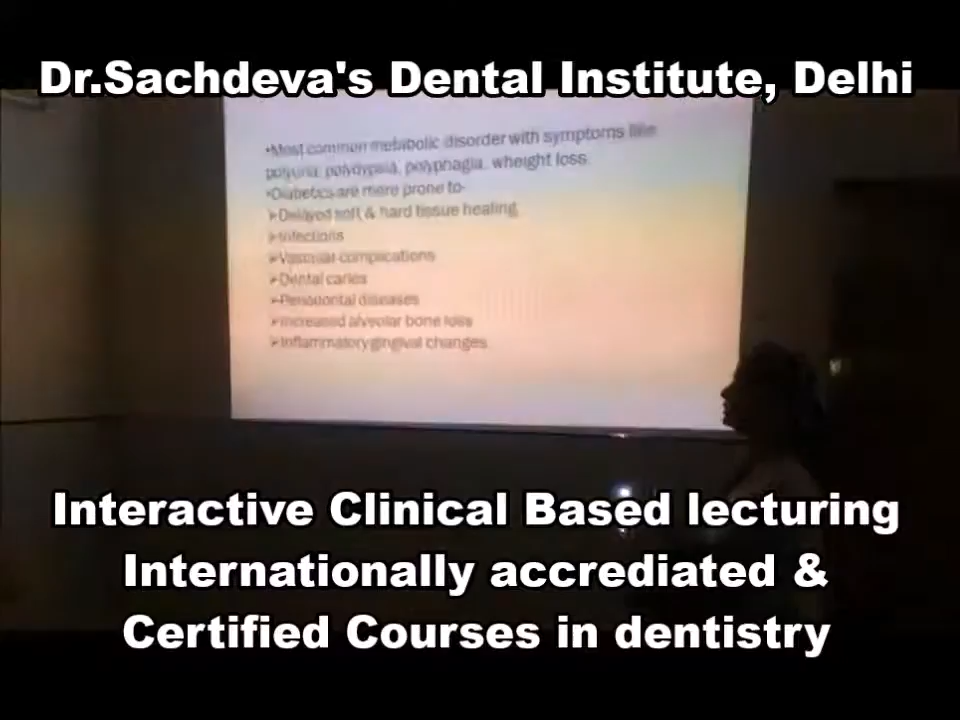 Dr.Sachdeva's Dental Institute, Delhi
•Most common metabolic disorder with symptoms like
polyuria, polydypsia, polyphagia, wheight loss.
•Diabetics are more prone to-
➤Delayed soft & hard tissue healing
➤Infections
➤Vascular complications
➤Dental caries
➤Periodontal diseases
➤Increased alveolar bone loss
➤Inflammatory gingival changes
Interactive Clinical Based lecturing
Internationally accrediated &
Certified Courses in dentistry